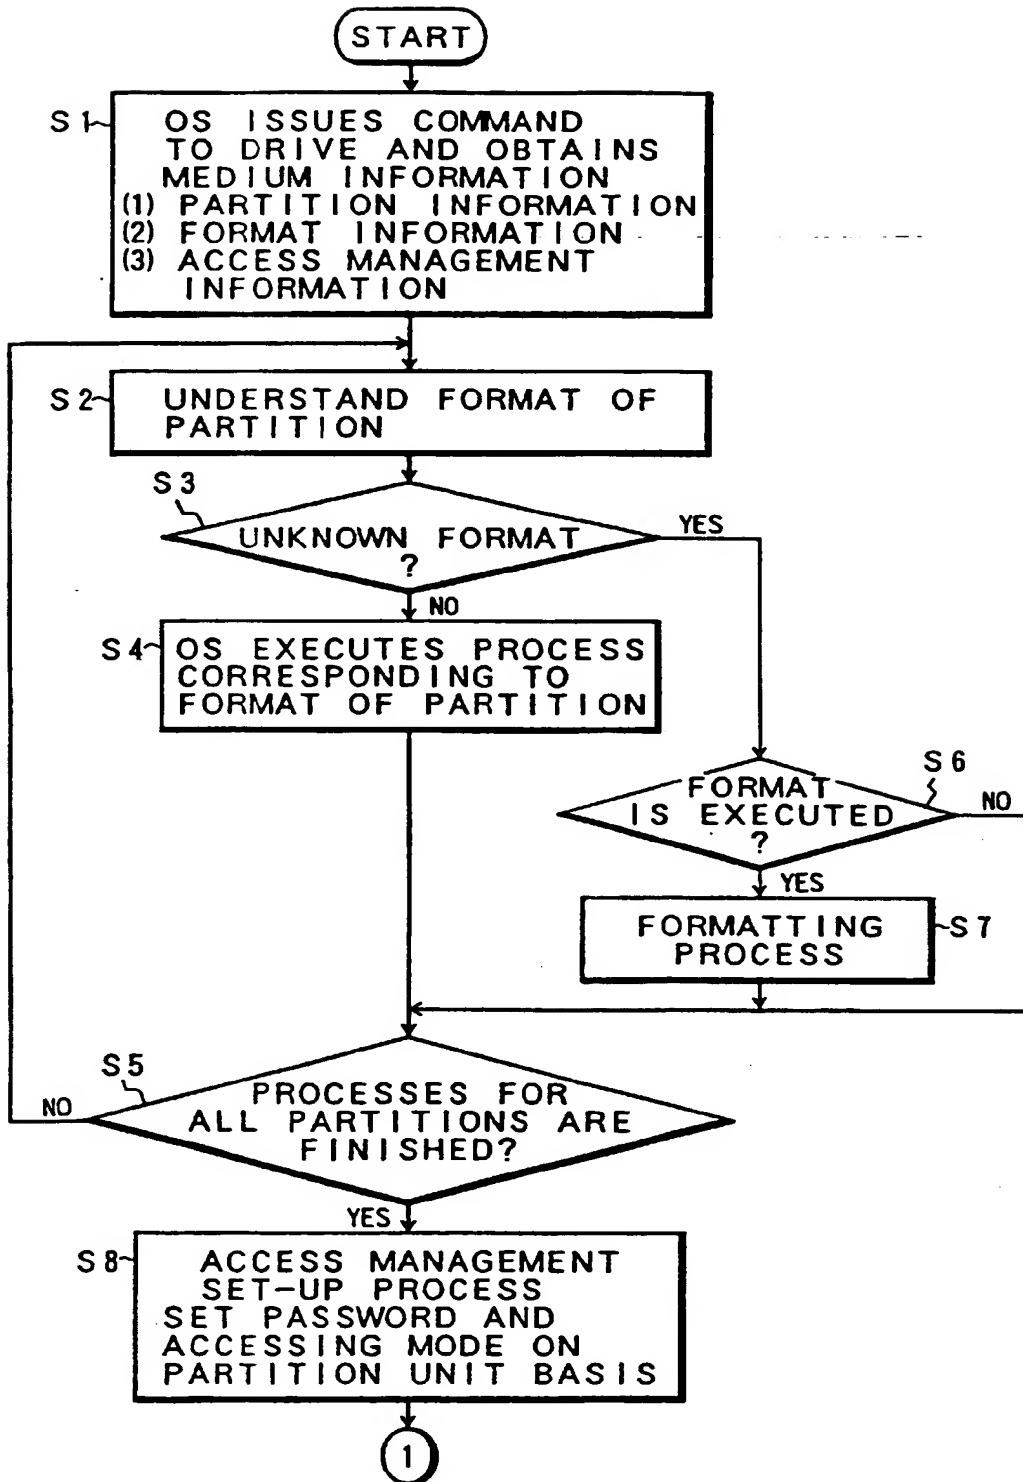 START
S1
OS ISSUES COMMAND
TO DRIVE AND OBTAINS
MEDIUM INFORMATION
(1) PARTITION INFORMATION
(2) FORMAT INFORMATION
(3) ACCESS MANAGEMENT
INFORMATION
S2
UNDERSTAND FORMAT OF
PARTITION
S3
UNKNOWN FORMAT
?
YES
NO
S4
OS EXECUTES PROCESS
CORRESPONDING TO
FORMAT OF PARTITION
S6
FORMAT
IS EXECUTED
?
NO
YES
FORMATTING
PROCESS
S7
S5
PROCESSES FOR
ALL PARTITIONS ARE
FINISHED?
NO
YES
S8
ACCESS MANAGEMENT
SET-UP PROCESS
SET PASSWORD AND
ACCESSING MODE ON
PARTITION UNIT BASIS
1